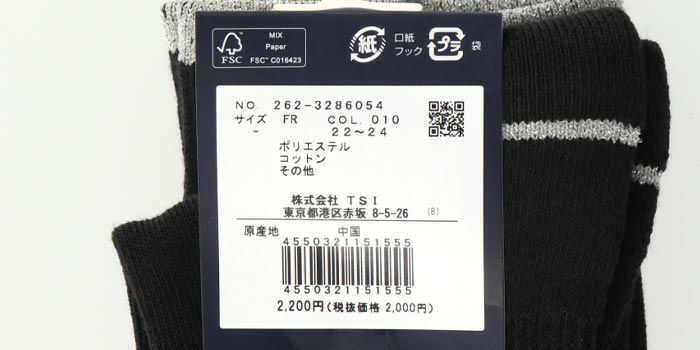 FSC
MIX
Paper
FSC™ C016423
紙
口紙
フック
プラ
袋
NO. 262-3286054
サイズ FR COL. 010
- 22～24
ポリエステル
コットン
その他
株式会社 TSI
東京都港区赤坂 8-5-26 (B)
原産地 中国
4550321151555
4550321151555
2,200円(税抜価格 2,000円)